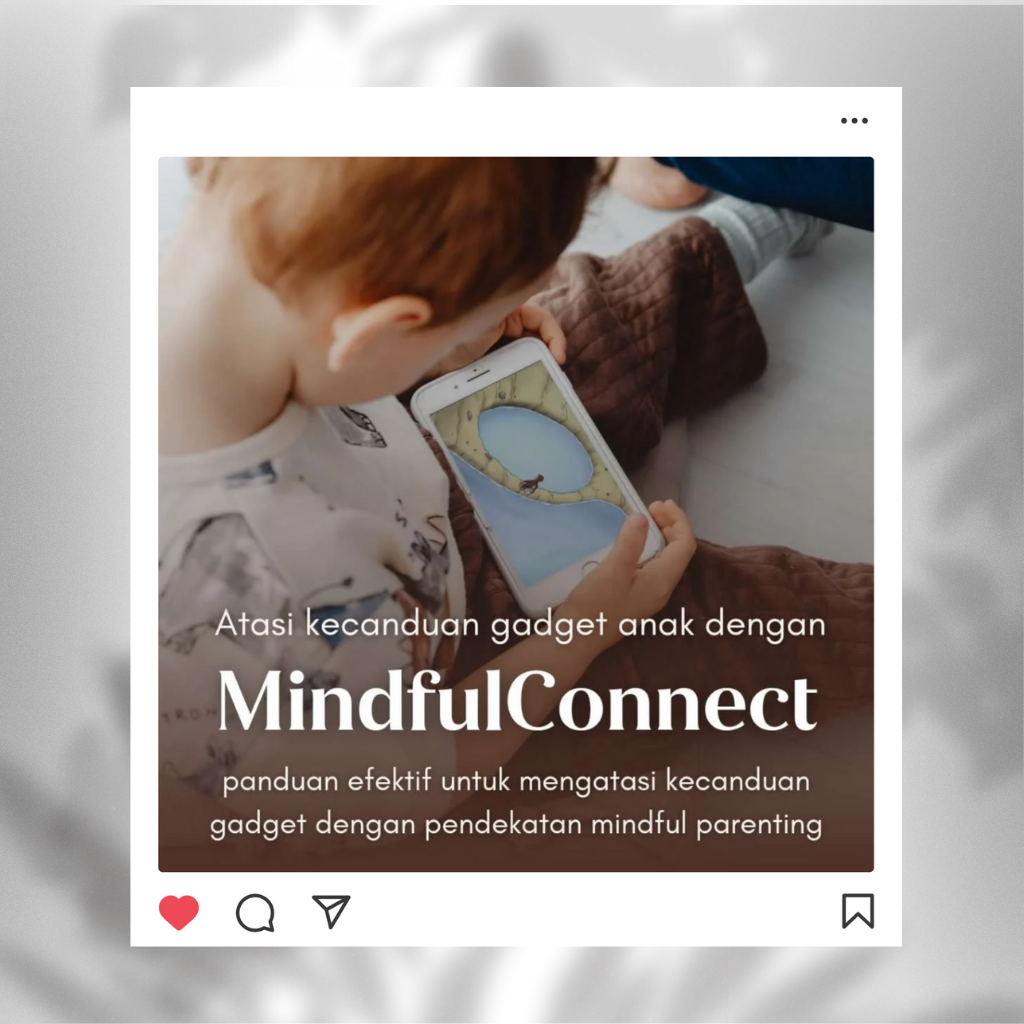 Atasi kecanduan gadget anak dengan
MindfulConnect
panduan efektif untuk mengatasi kecanduan
gadget dengan pendekatan mindful parenting